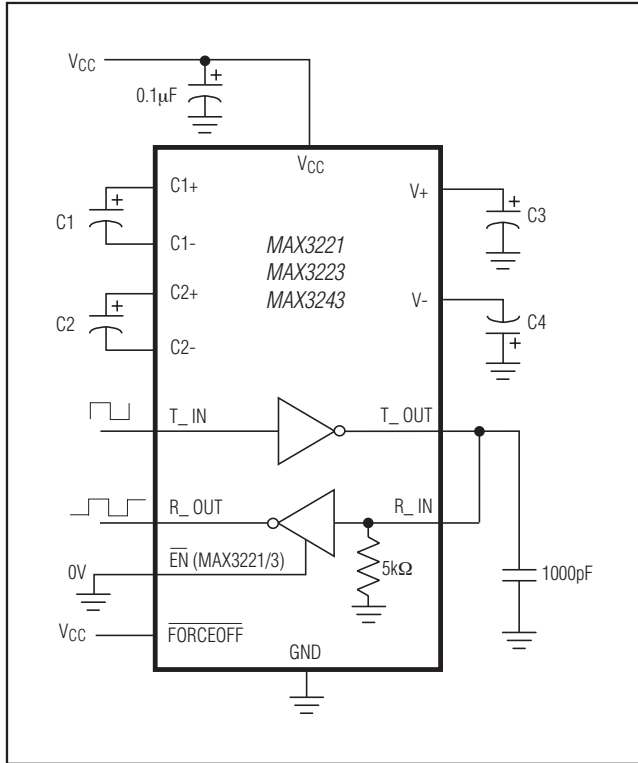 VCC
0.1μF
+
VCC
C1+
V+
+
C1
+
C3
C1-
MAX3221
MAX3223
MAX3243
C2+
V-
C2
+
C4
+
C2-
T_ IN
T_ OUT
R_ OUT
R_ IN
EN (MAX3221/3)
0V
5kΩ
1000pF
VCC
FORCEOFF
GND